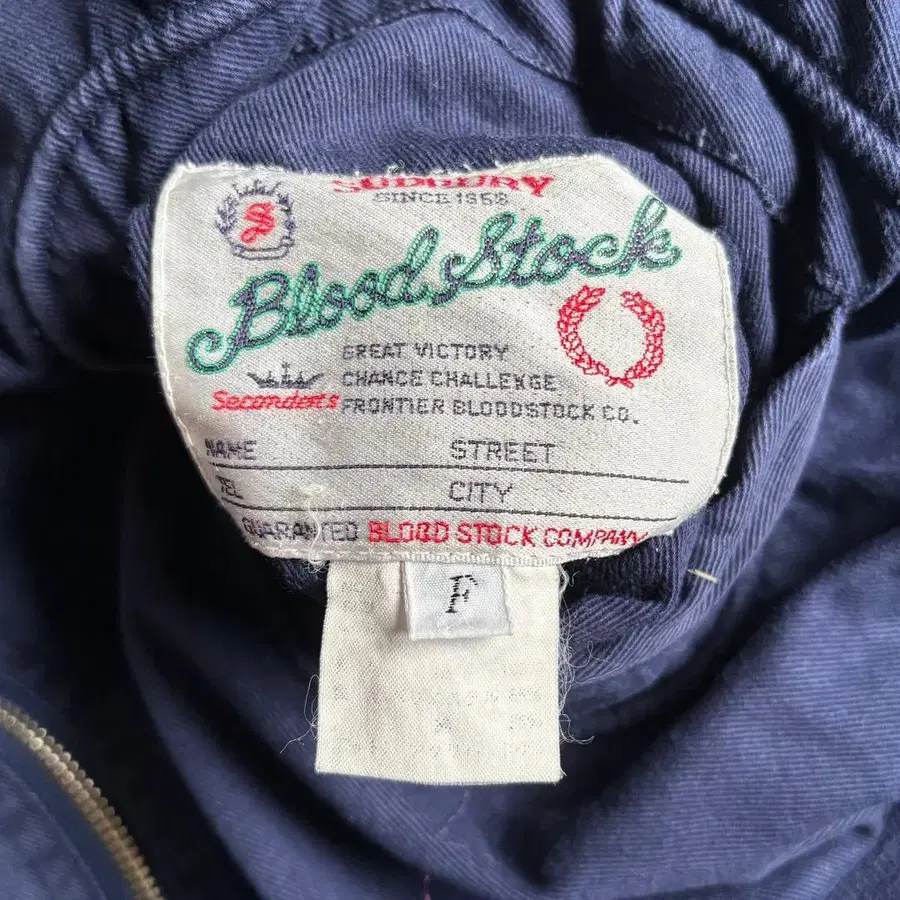 SUDBURY
SINCE 1958
S
Blood Stock
GREAT VICTORY
CHANCE CHALLENGE
Seconders FRONTIER BLOODSTOCK CO.
NAME STREET
TEL CITY
GUARANTED BLOOD STOCK COMPANY
F